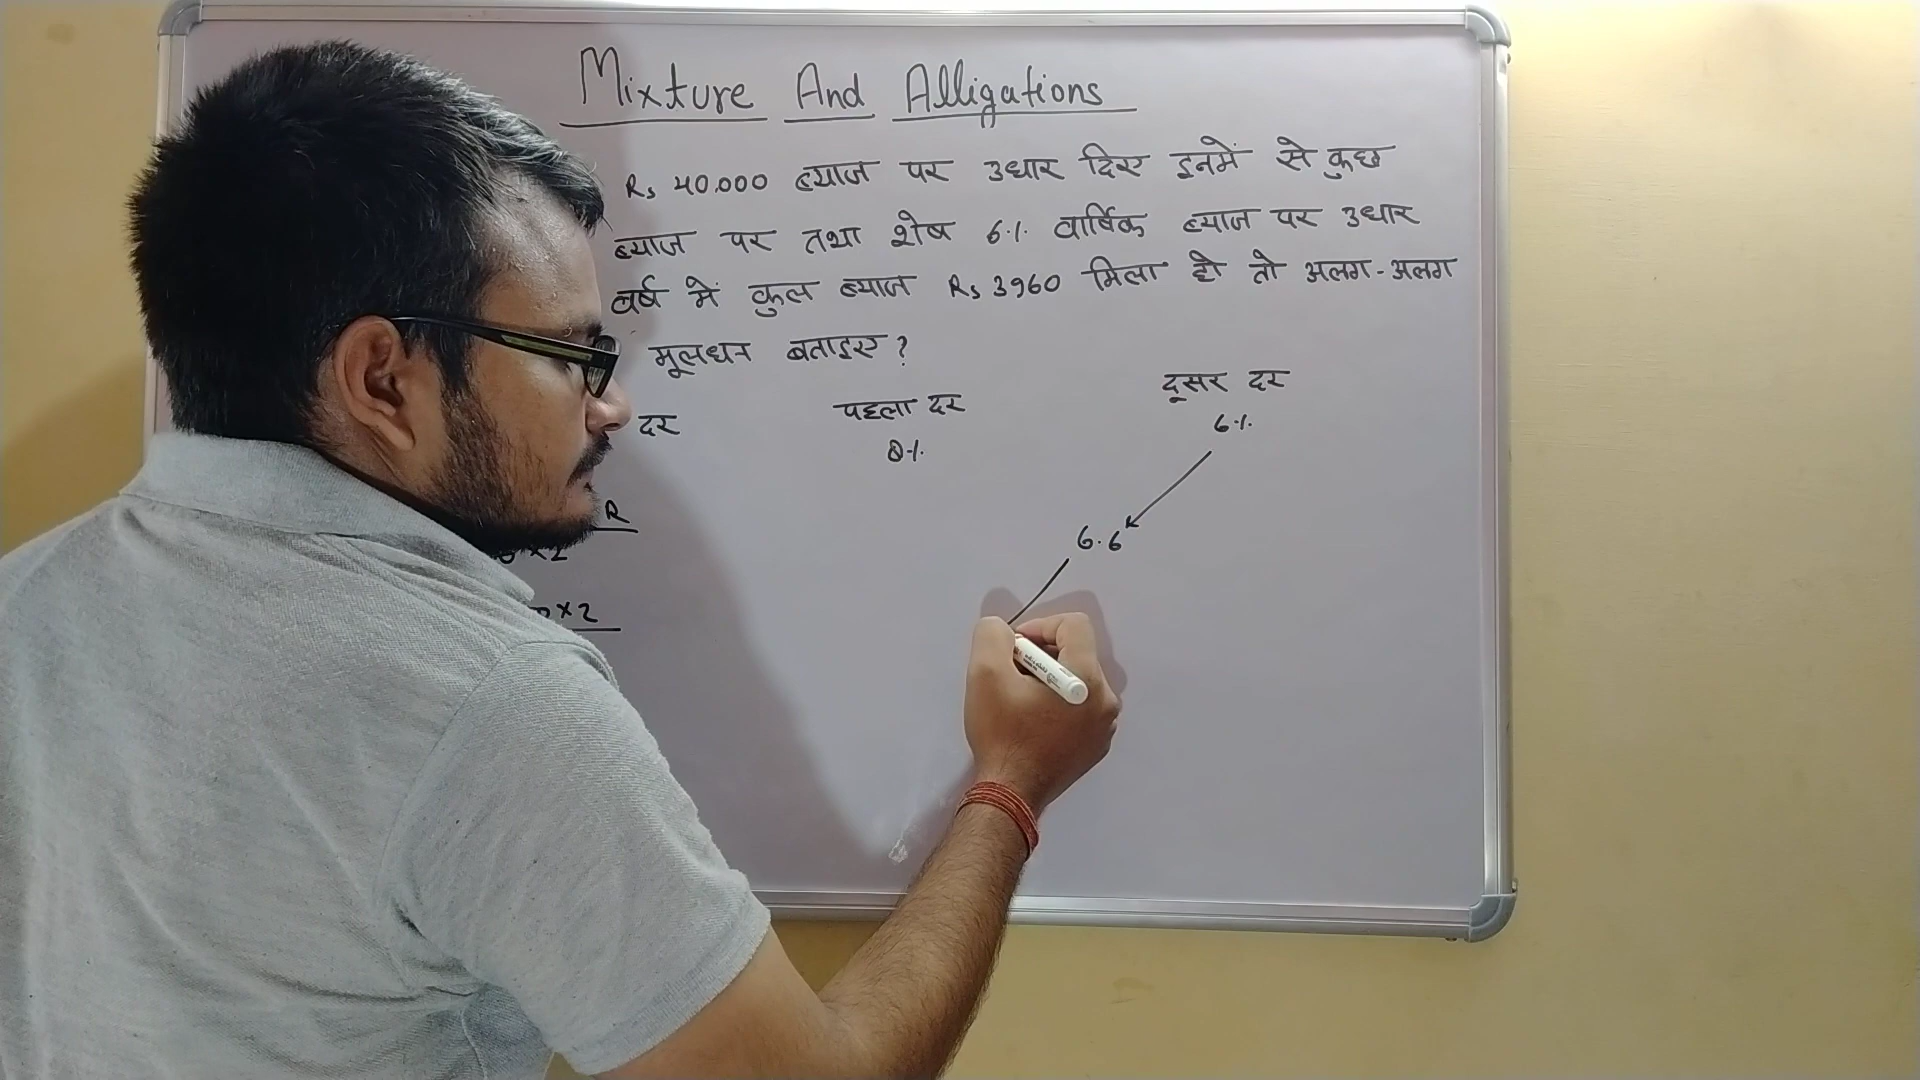 Mixture And Alligations
Rs 40,000 ब्याज पर उधार दिए इनमें से कुछ
ब्याज पर तथा शेष 6% वार्षिक ब्याज पर उधार
वर्ष में कुल ब्याज Rs 3960 मिला हो तो अलग-अलग
मूलधन बताइए ?
दर पहला दर दूसर दर
8% 6%
R
×2
6.6
×2